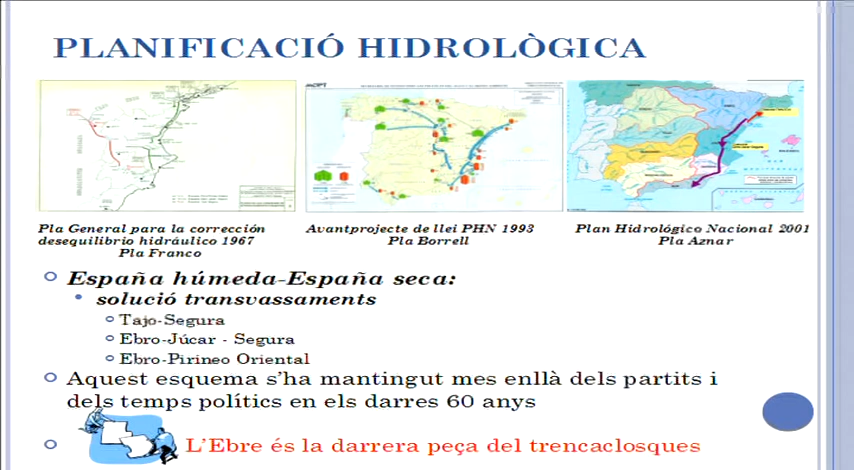 PLANIFICACIÓ HIDROLÒGICA
Pla General para la corrección
desequilibrio hidráulico 1967
Pla Franco
Avantprojecte de llei PHN 1993
Pla Borrell
Plan Hidrológico Nacional 2001
Pla Aznar
España húmeda-España seca:
solució transvassaments
Tajo-Segura
Ebro-Júcar - Segura
Ebro-Pirineo Oriental
Aquest esquema s'ha mantingut mes enllà dels partits i
dels temps polítics en els darres 60 anys
L'Ebre és la darrera peça del trencaclosques